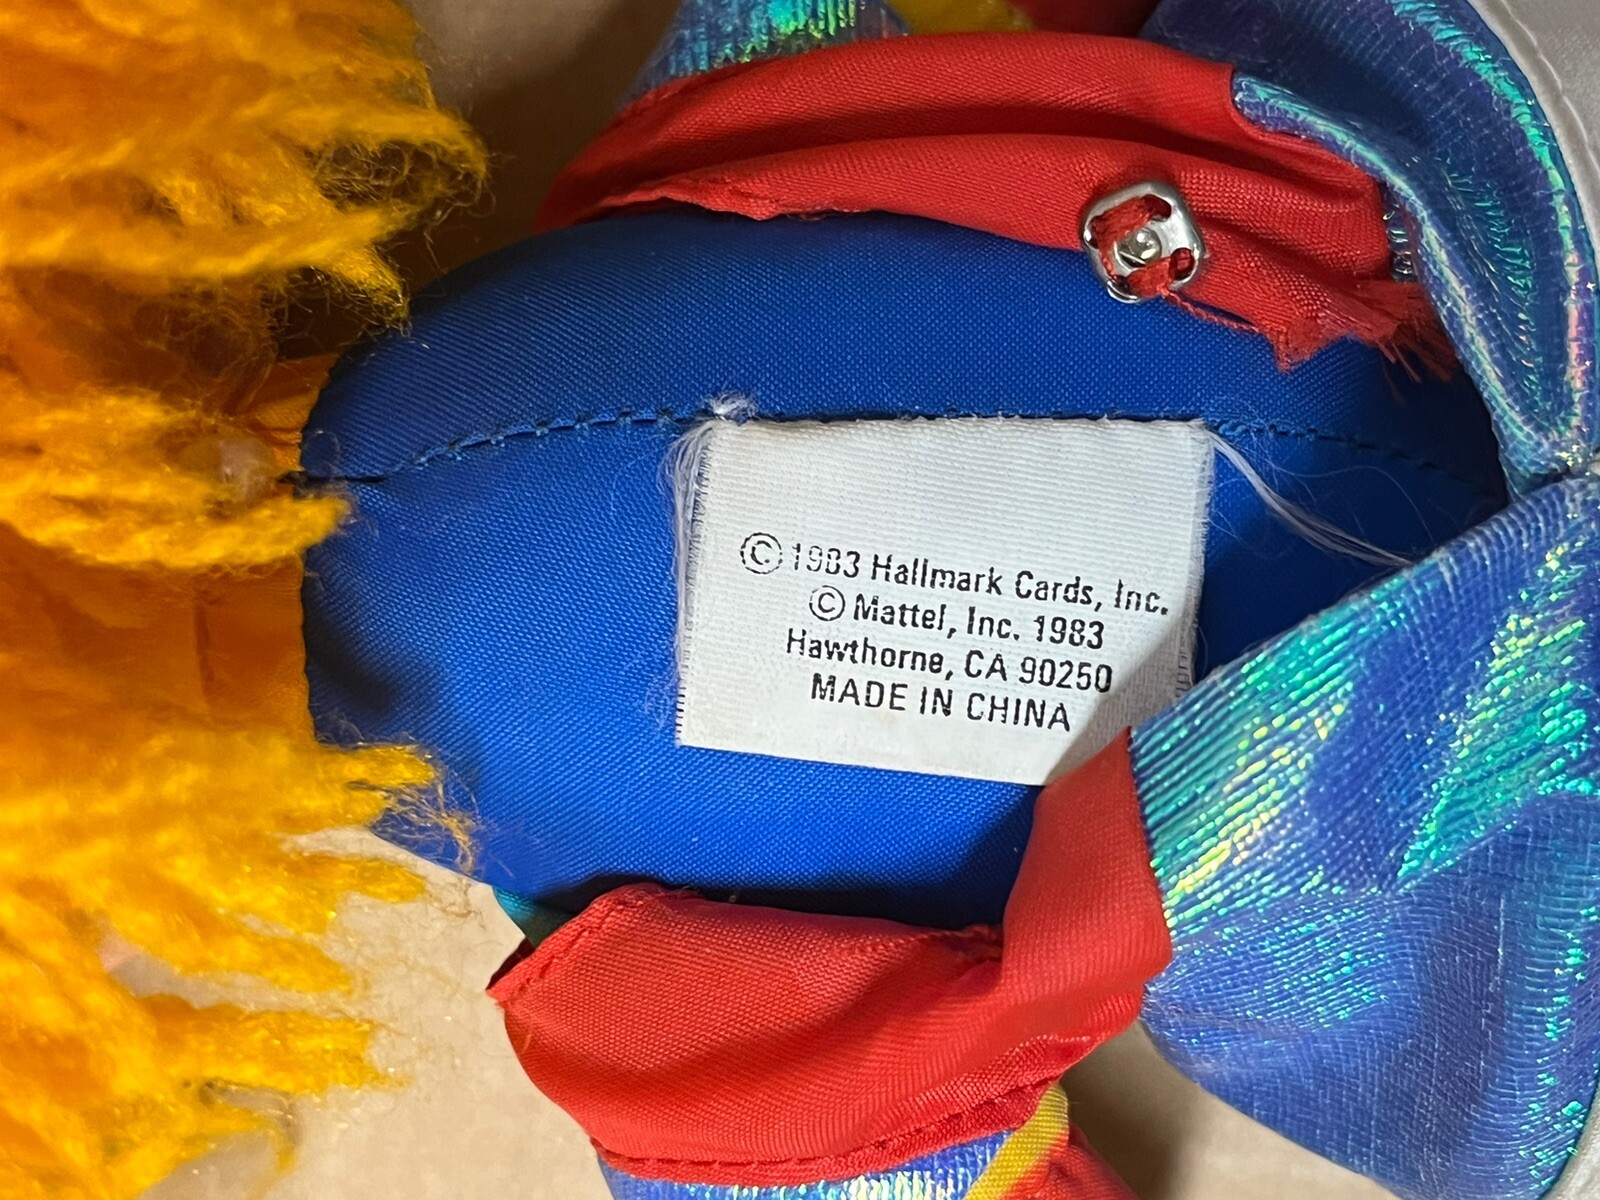 © 1983 Hallmark Cards, Inc.
© Mattel, Inc. 1983
Hawthorne, CA 90250
MADE IN CHINA